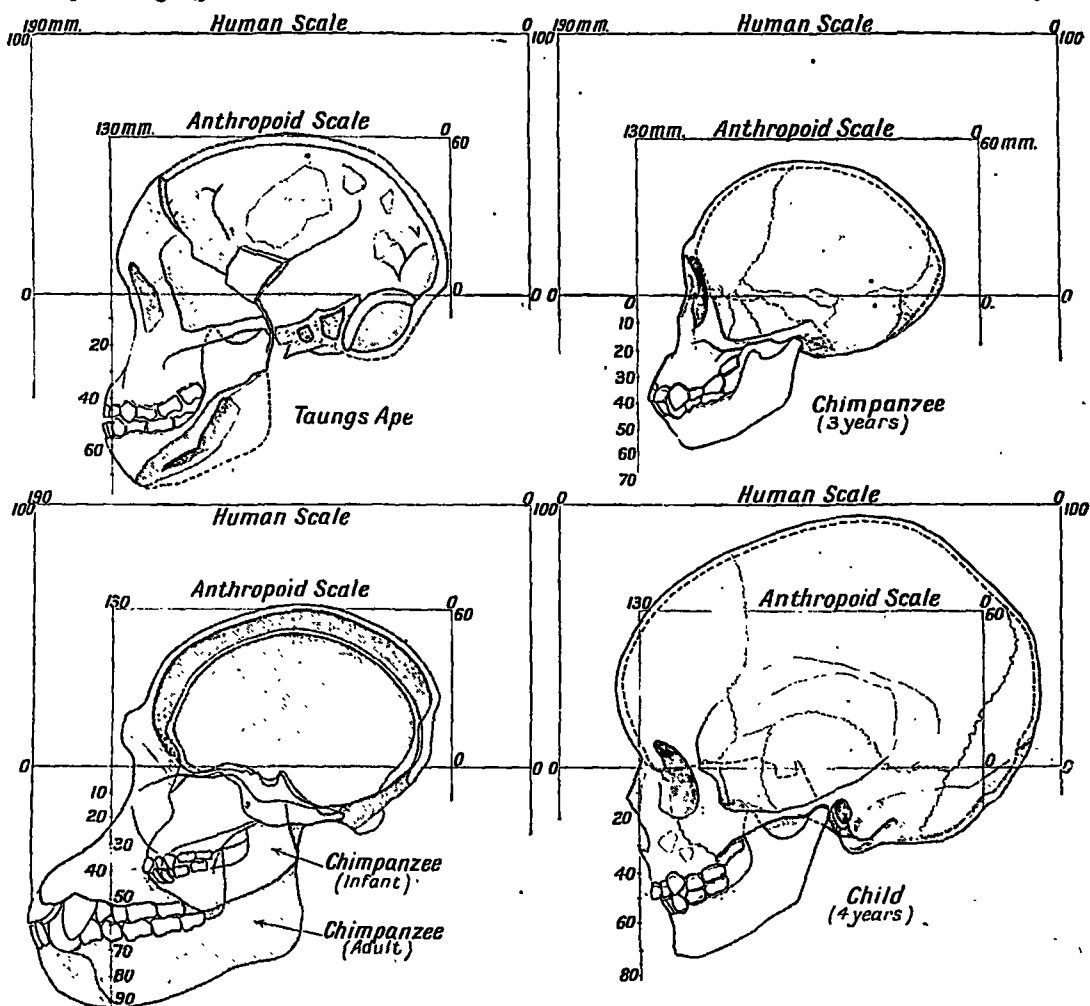 190mm. Human Scale 0
100 100
130mm. Anthropoid Scale 0
60
0 0 0
20
40
60
Taungs Ape
190mm. Human Scale 0
100
130mm. Anthropoid Scale 0
60mm.
0 0 0. 0
10
20
30
40
50
60
70
Chimpanzee
(3 years)
190 0
100
Human Scale
130 Anthropoid Scale 0
60
0 0 0
10
20
30
40
50
70
80
90
Chimpanzee
(Infant)
Chimpanzee
(Adult)
Human Scale 0
100
130 Anthropoid Scale 0
60
0 0 0
20
40
60
80
Child
(4 years)